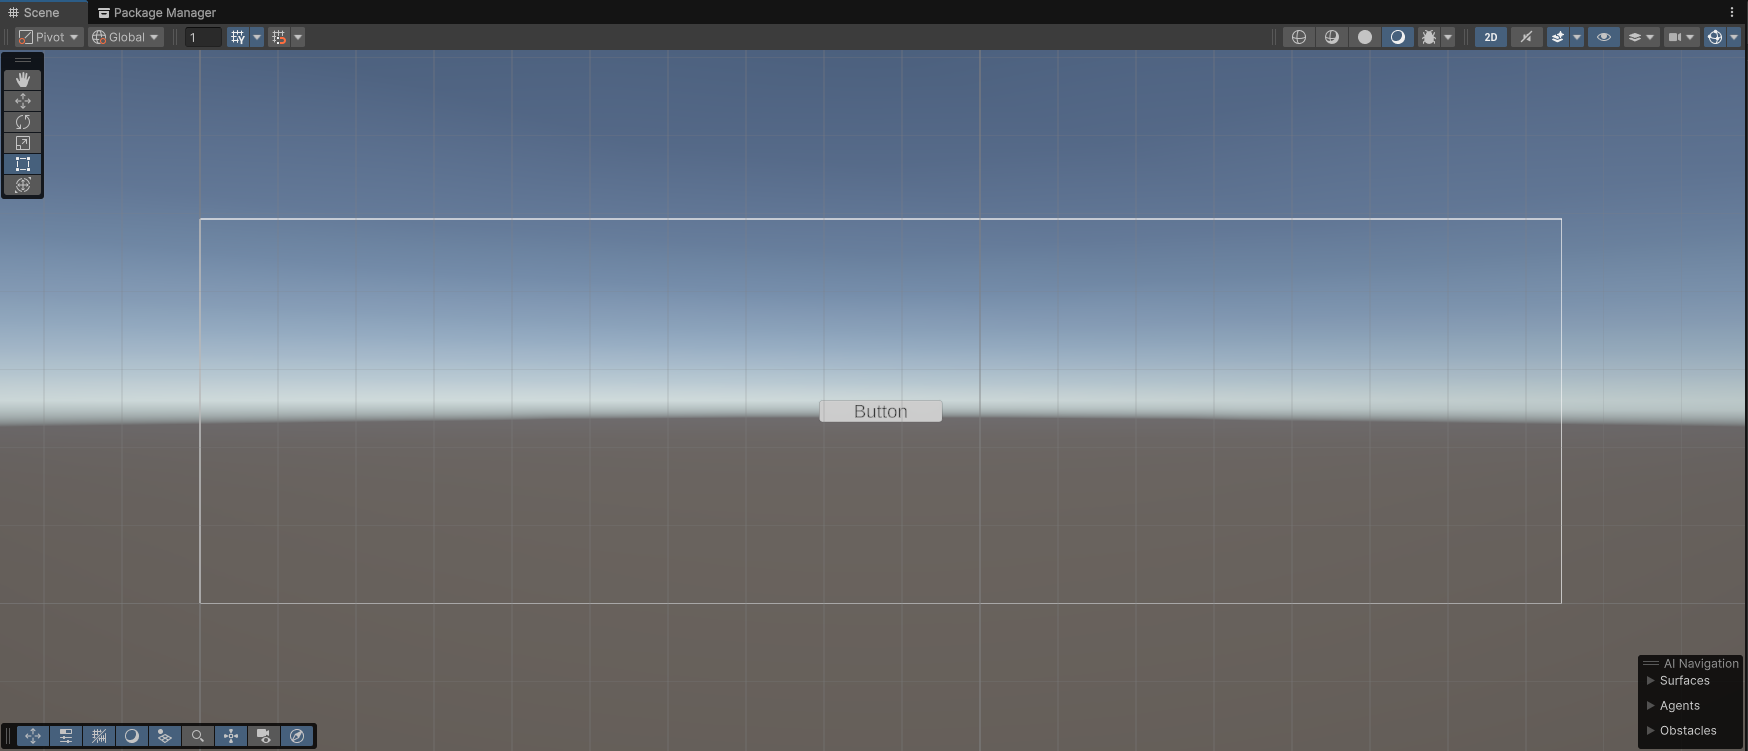 Scene
Package Manager
Pivot
Global
1
2D
Button
AI Navigation
Surfaces
Agents
Obstacles